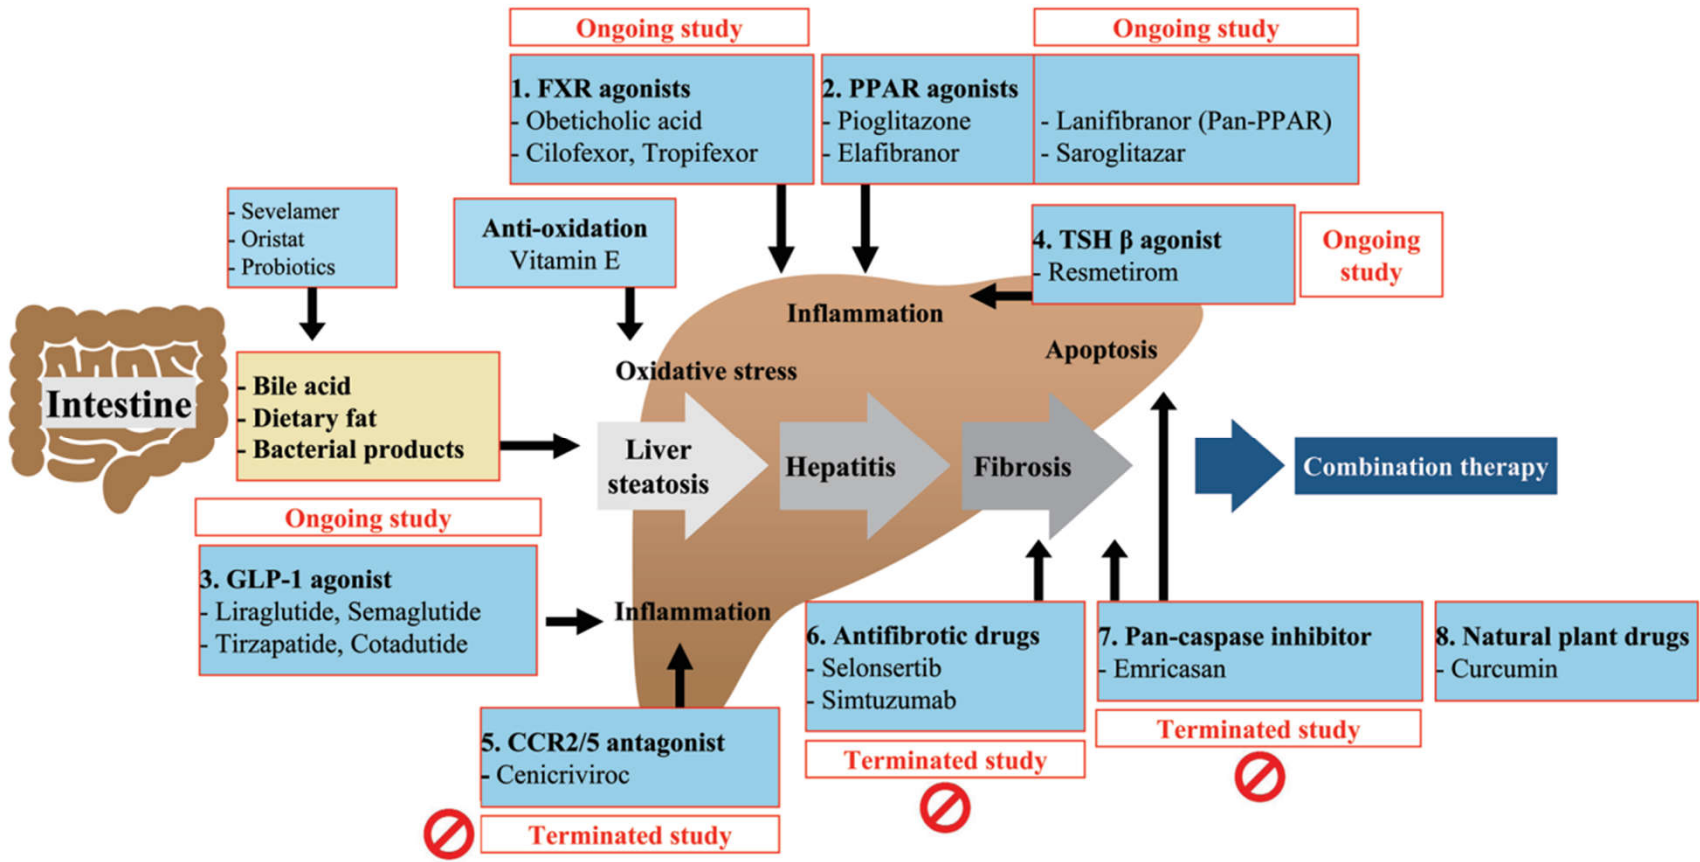 Ongoing study
1. FXR agonists
- Obeticholic acid
- Cilofexor, Tropifexor
2. PPAR agonists
- Pioglitazone
- Elafibranor
Ongoing study
- Lanifibranor (Pan-PPAR)
- Saroglitazar
- Sevelamer
- Oristat
- Probiotics
Anti-oxidation
Vitamin E
4. TSH β agonist
- Resmetirom
Ongoing
study
Inflammation
Apoptosis
Oxidative stress
Intestine
- Bile acid
- Dietary fat
- Bacterial products
Liver
steatosis
Hepatitis
Fibrosis
Combination therapy
Ongoing study
3. GLP-1 agonist
- Liraglutide, Semaglutide
- Tirzapatide, Cotadutide
Inflammation
5. CCR2/5 antagonist
- Cenicriviroc
Terminated study
6. Antifibrotic drugs
- Selonsertib
- Simtuzumab
Terminated study
7. Pan-caspase inhibitor
- Emricasan
Terminated study
8. Natural plant drugs
- Curcumin